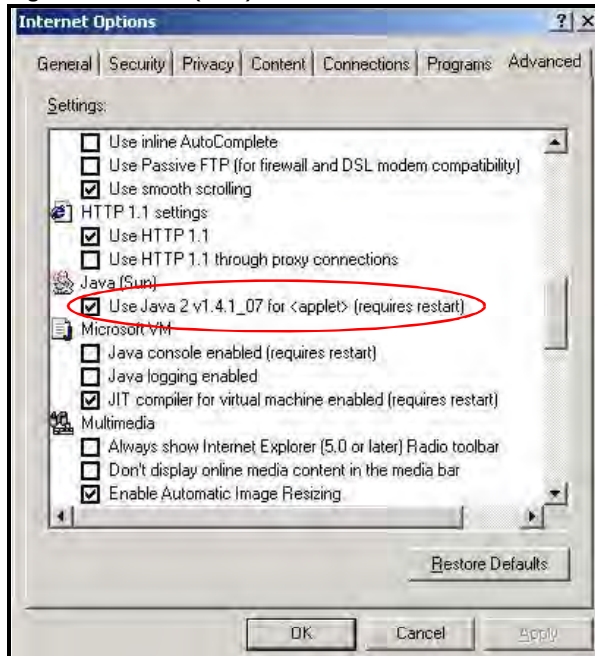 Internet Options
General Security Privacy Content Connections Programs Advanced
Settings:
Use inline AutoComplete
Use Passive FTP (for firewall and DSL modem compatibility)
Use smooth scrolling
HTTP 1.1 settings
Use HTTP 1.1
Use HTTP 1.1 through proxy connections
Java (Sun)
Use Java 2 v1.4.1_07 for <applet> (requires restart)
Microsoft VM
Java console enabled (requires restart)
Java logging enabled
JIT compiler for virtual machine enabled (requires restart)
Multimedia
Always show Internet Explorer (5.0 or later) Radio toolbar
Don't display online media content in the media bar
Enable Automatic Image Resizing
Restore Defaults
OK Cancel Apply